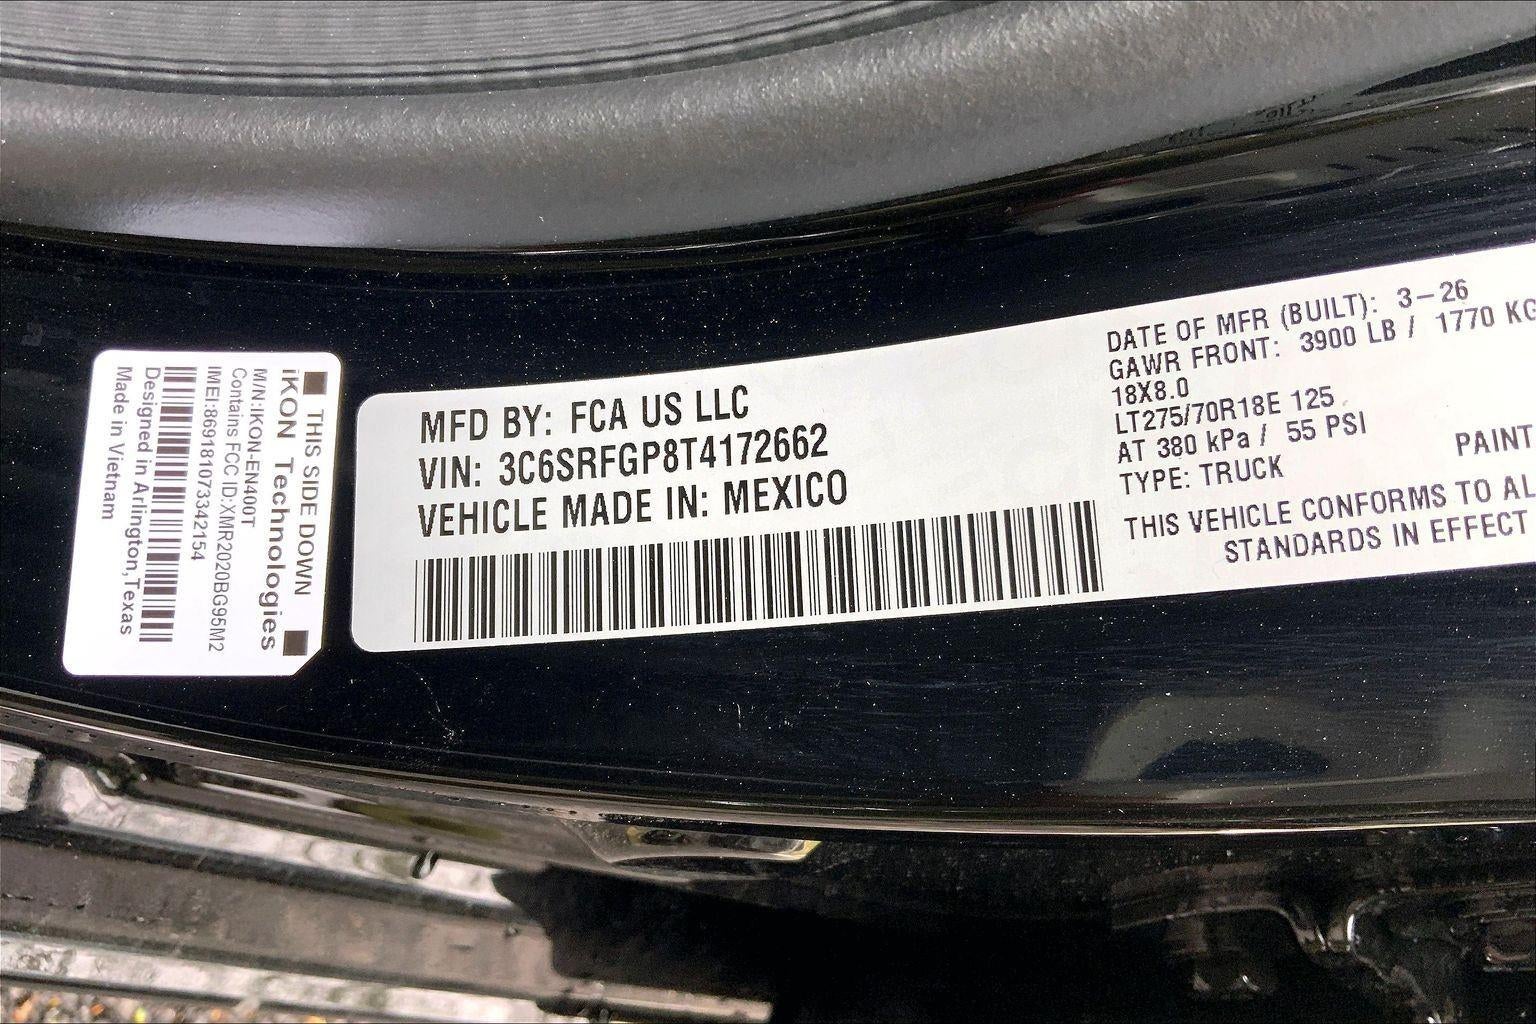 THIS SIDE DOWN
iKON Technologies
M/N:IKON-EN400T
Contains FCC ID:XMR2020BG95M2
IMEI:869181073342154
Designed in Arlington,Texas
Made in Vietnam
MFD BY: FCA US LLC
VIN: 3C6SRFGP8T4172662
VEHICLE MADE IN: MEXICO
DATE OF MFR (BUILT): 3-26
GAWR FRONT: 3900 LB / 1770 KG
18X8.0
LT275/70R18E 125
AT 380 kPa / 55 PSI
TYPE: TRUCK
PAINT
THIS VEHICLE CONFORMS TO AL
STANDARDS IN EFFECT